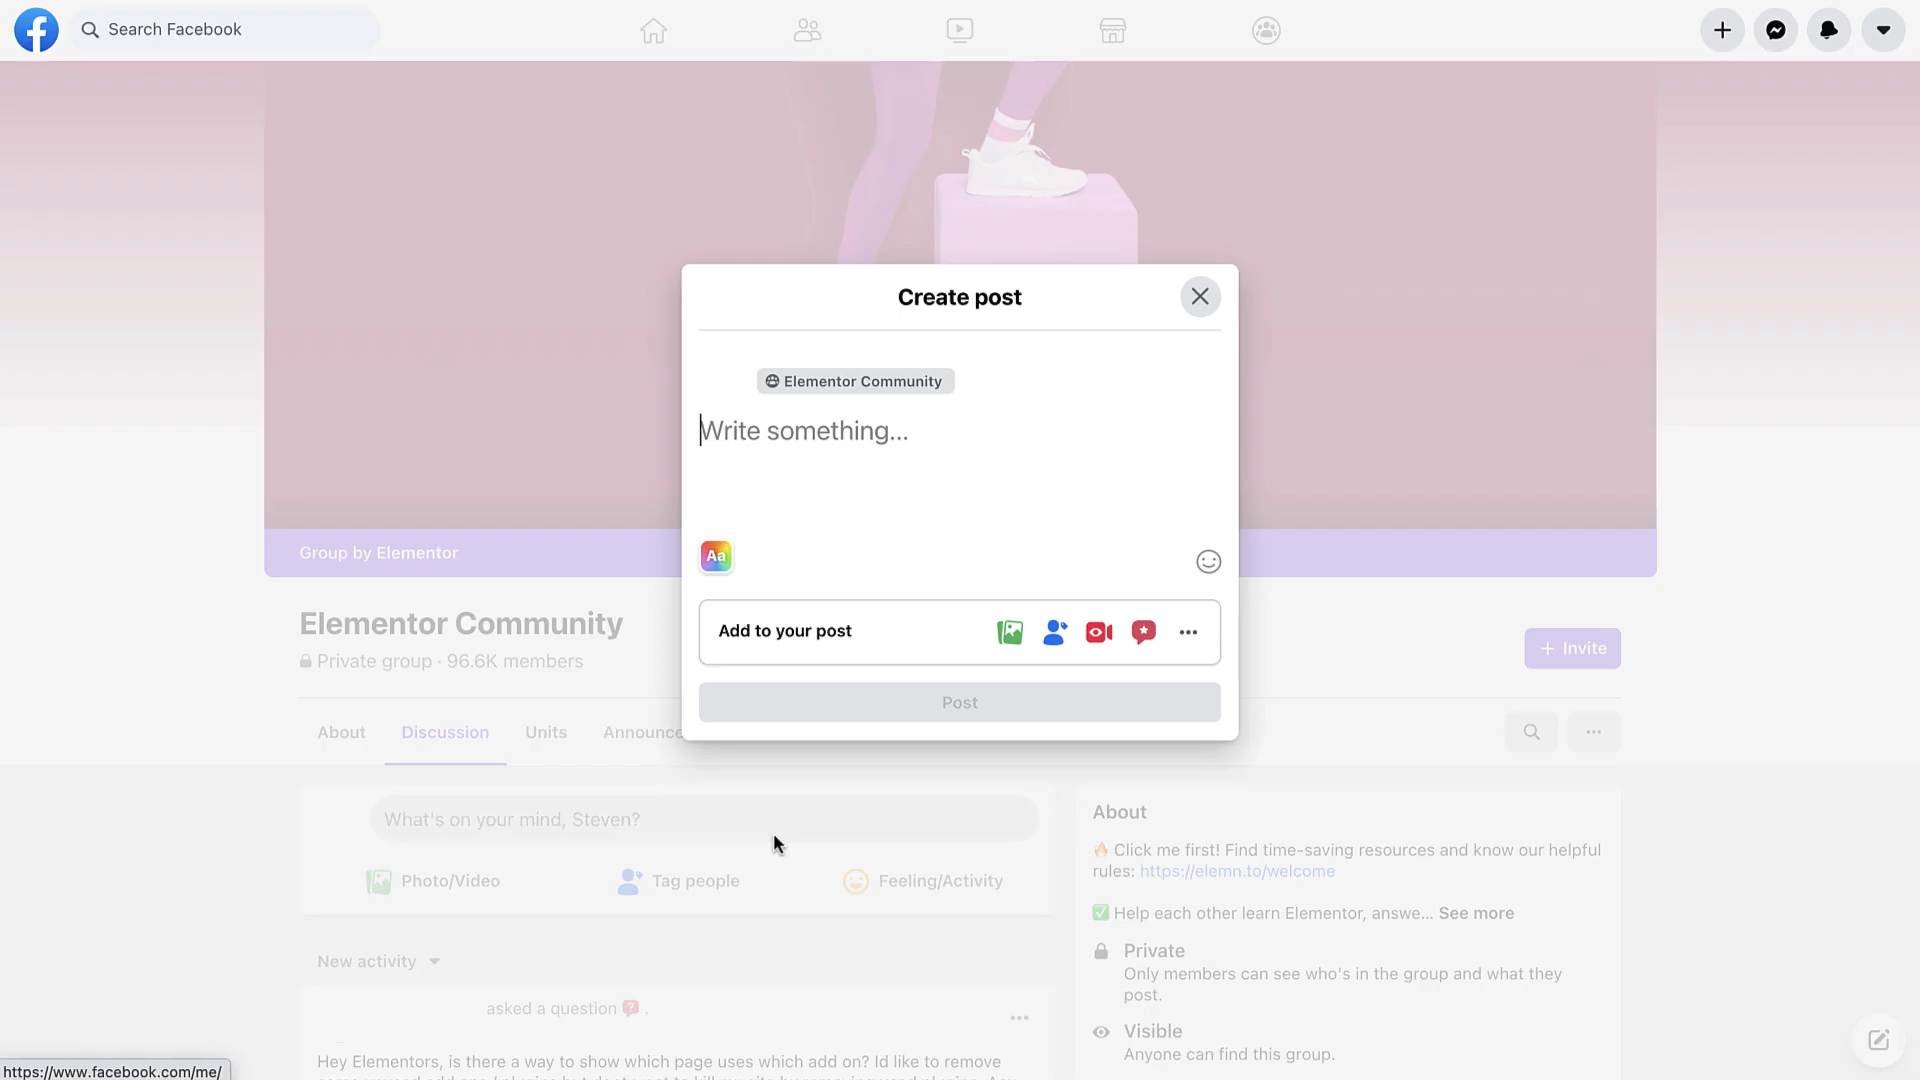 Search Facebook
Create post
Elementor Community
Write something...
Aa
Group by Elementor
Add to your post
Elementor Community
Private group · 96.6K members
+ Invite
Post
About
Discussion
Units
Announce
What's on your mind, Steven?
Photo/Video
Tag people
Feeling/Activity
New activity
asked a question .
Hey Elementors, is there a way to show which page uses which add on? Id like to remove
About
🔥 Click me first! Find time-saving resources and know our helpful
rules: https://elemn.to/welcome
✅ Help each other learn Elementor, answe... See more
Private
Only members can see who's in the group and what they
post.
Visible
Anyone can find this group.
https://www.facebook.com/me/